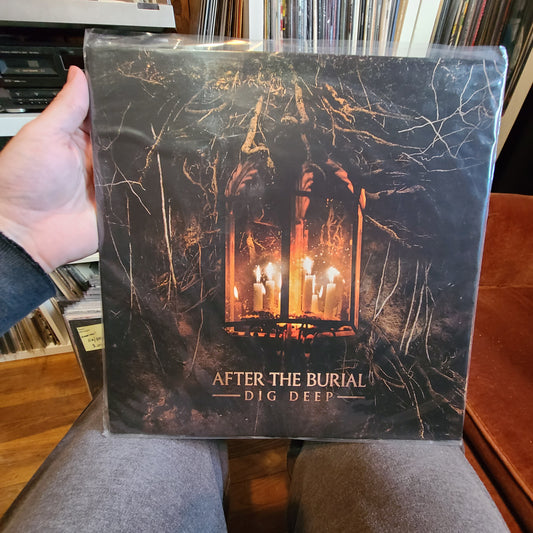 AFTER THE BURIAL
DIG DEEP